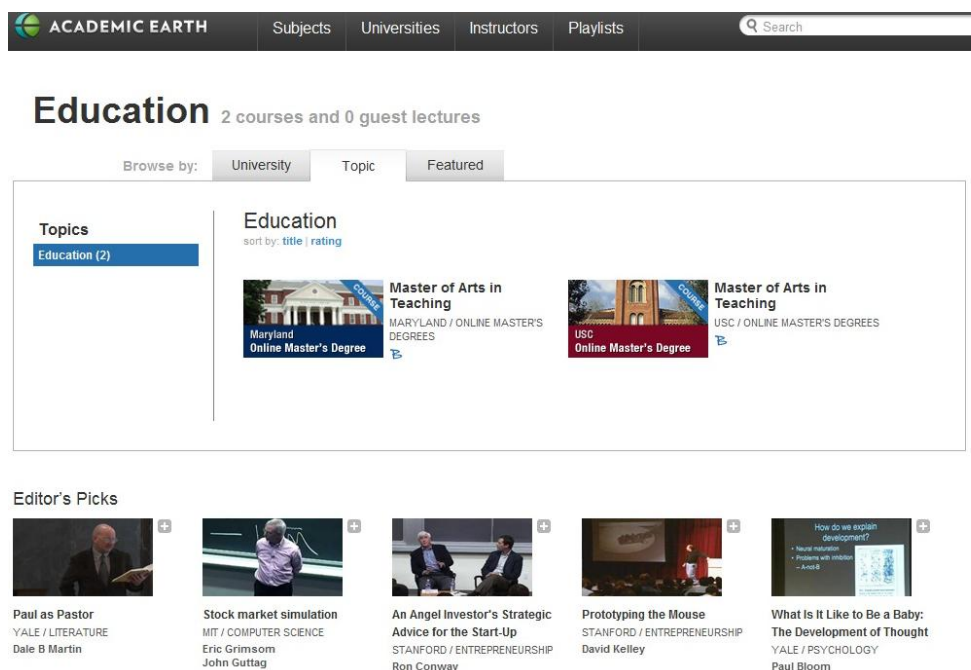 ACADEMIC EARTH
Subjects Universities Instructors Playlists Search
Education 2 courses and 0 guest lectures
Browse by: University Topic Featured
Topics
Education (2)
Education
sort by: title | rating
COURSE
Maryland
Online Master's Degree
Master of Arts in
Teaching
MARYLAND / ONLINE MASTER'S
DEGREES
B
COURSE
USC
Online Master's Degree
Master of Arts in
Teaching
USC / ONLINE MASTER'S DEGREES
B
Editor's Picks
Paul as Pastor
YALE / LITERATURE
Dale B Martin
Stock market simulation
MIT / COMPUTER SCIENCE
Eric Grimsom
John Guttag
An Angel Investor's Strategic
Advice for the Start-Up
STANFORD / ENTREPRENEURSHIP
Ron Conway
Prototyping the Mouse
STANFORD / ENTREPRENEURSHIP
David Kelley
How do we explain
development?
• Neural maturation
• Problems with inhibition
– A-not-B
What Is It Like to Be a Baby:
The Development of Thought
YALE / PSYCHOLOGY
Paul Bloom